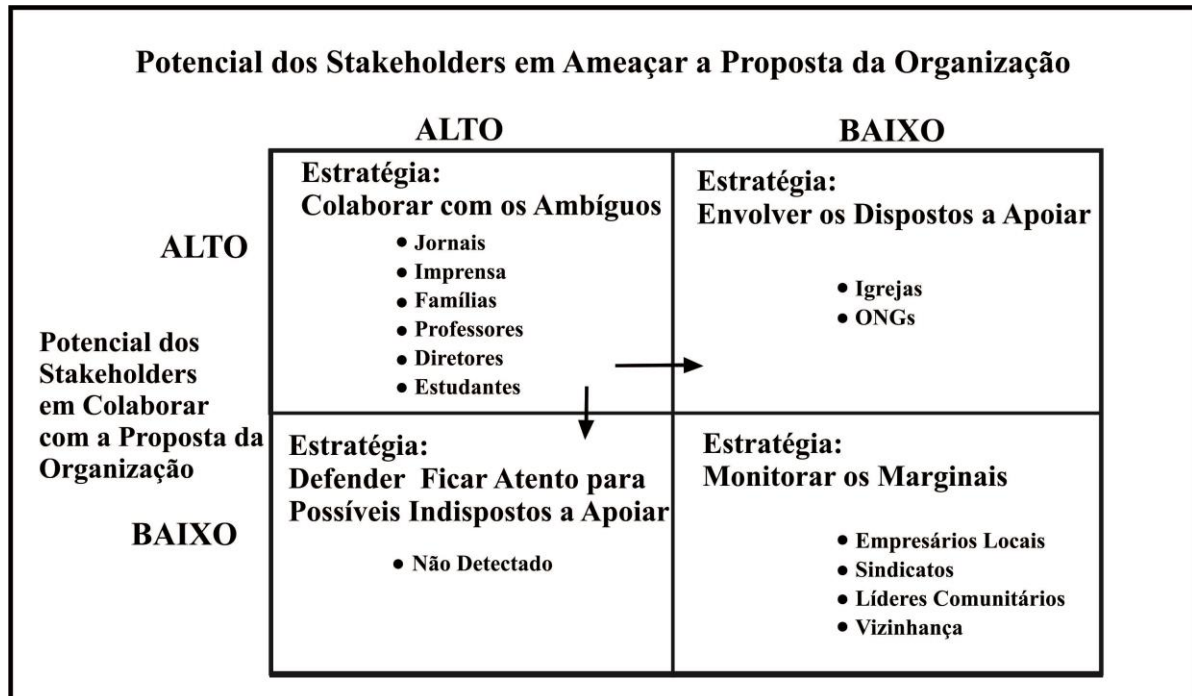 Potencial dos Stakeholders em Ameaçar a Proposta da Organização
ALTO
BAIXO
ALTO
Estratégia:
Colaborar com os Ambíguos
• Jornais
• Imprensa
• Famílias
• Professores
• Diretores
• Estudantes
Estratégia:
Envolver os Dispostos a Apoiar
• Igrejas
• ONGs
Potencial dos
Stakeholders
em Colaborar
com a Proposta da
Organização
BAIXO
Estratégia:
Defender Ficar Atento para
Possíveis Indispostos a Apoiar
• Não Detectado
Estratégia:
Monitorar os Marginais
• Empresários Locais
• Sindicatos
• Líderes Comunitários
• Vizinhança